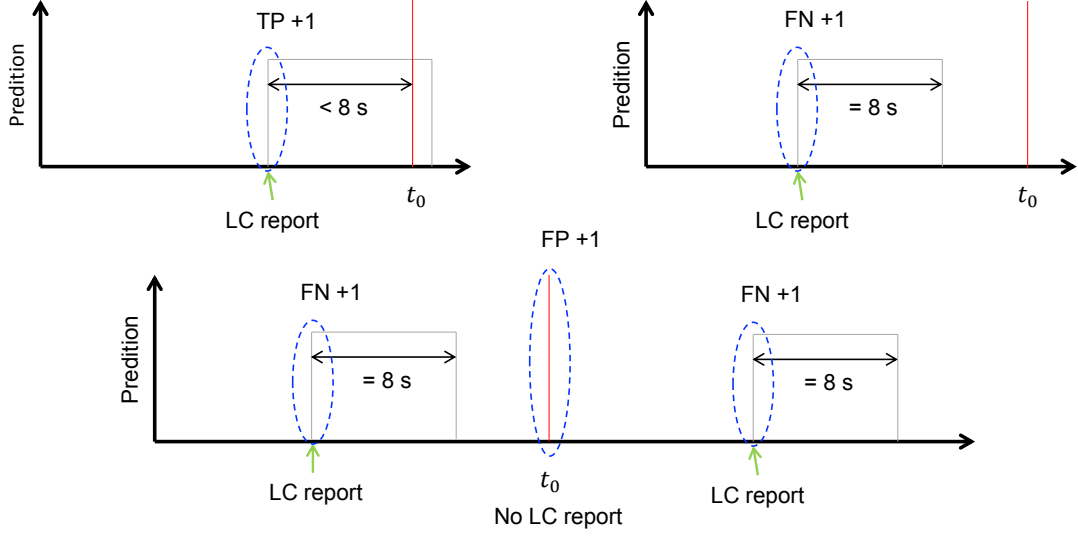 TP +1
Predition
< 8 s
t₀
LC report
FN +1
Predition
= 8 s
t₀
LC report
FP +1
FN +1
FN +1
Predition
= 8 s
= 8 s
LC report
t₀
LC report
No LC report